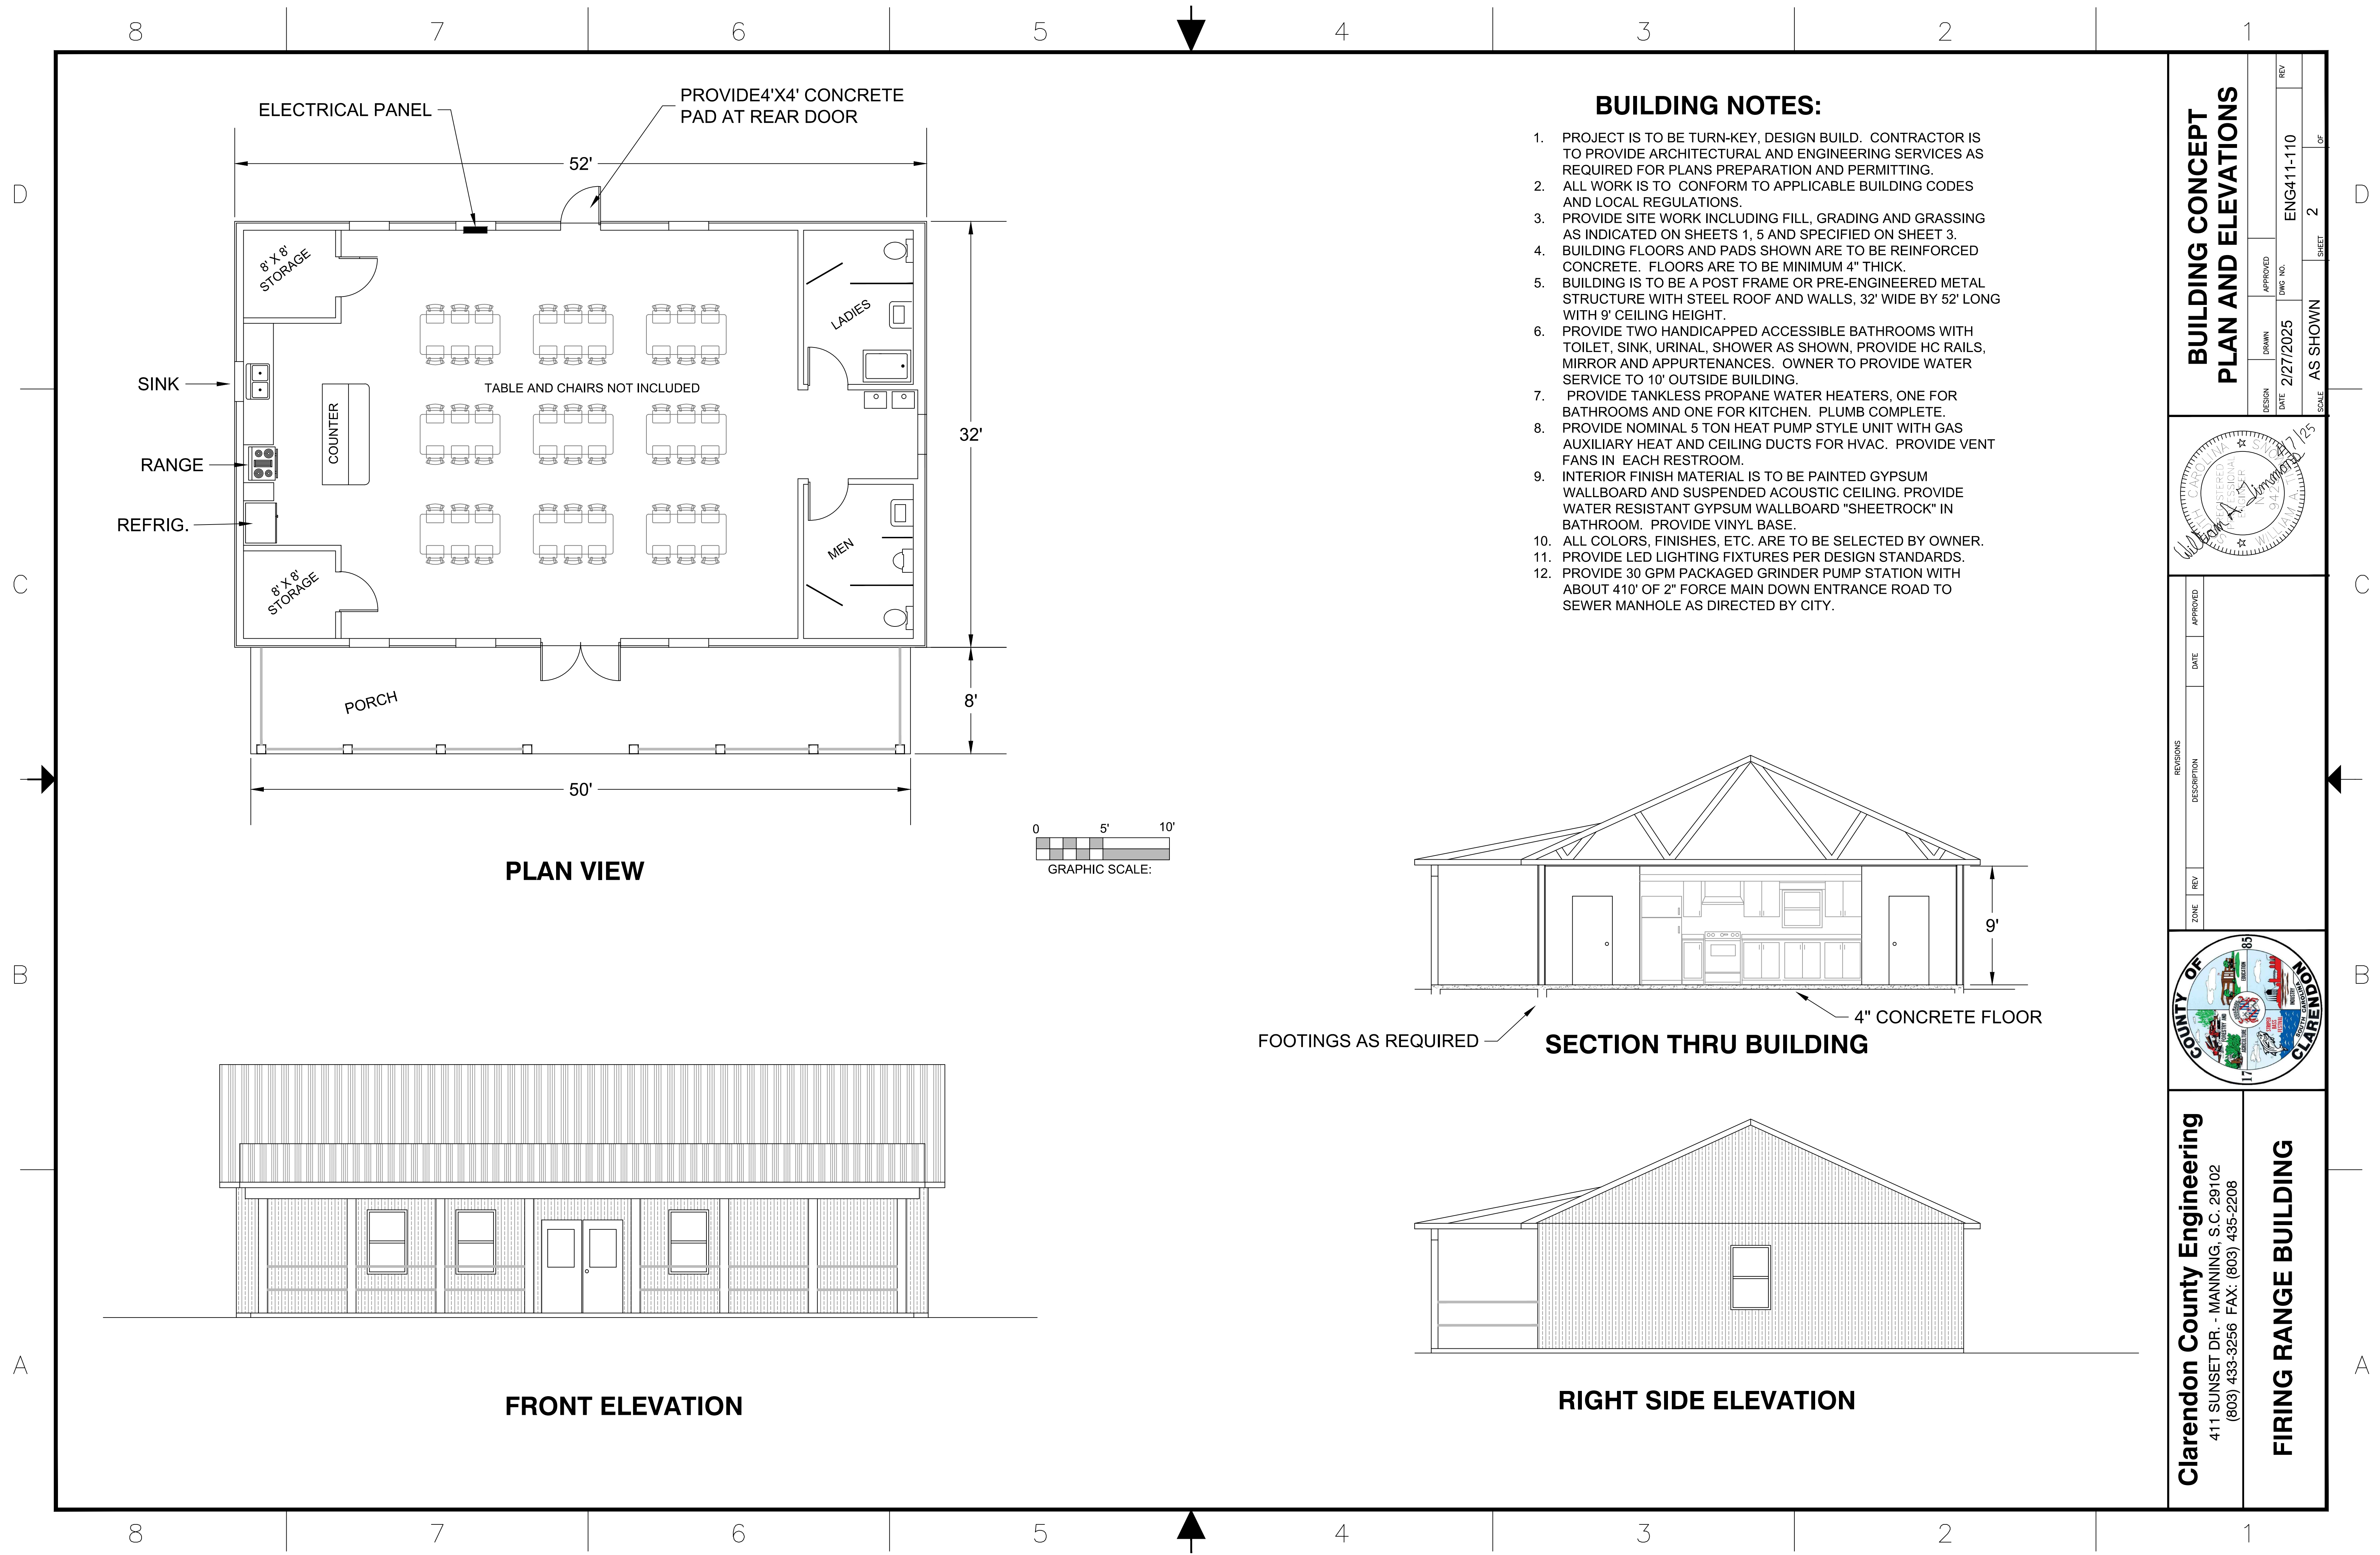 8 7 6 5 4 3 2 1
D
C
B
A
ELECTRICAL PANEL
PROVIDE4'X4' CONCRETE
PAD AT REAR DOOR
52'
8' X 8'
STORAGE
LADIES
SINK
TABLE AND CHAIRS NOT INCLUDED
COUNTER
32'
RANGE
REFRIG.
MEN
8' X 8'
STORAGE
PORCH
8'
50'
0 5' 10'
GRAPHIC SCALE:
PLAN VIEW
BUILDING NOTES:
1. PROJECT IS TO BE TURN-KEY, DESIGN BUILD. CONTRACTOR IS
TO PROVIDE ARCHITECTURAL AND ENGINEERING SERVICES AS
REQUIRED FOR PLANS PREPARATION AND PERMITTING.
2. ALL WORK IS TO CONFORM TO APPLICABLE BUILDING CODES
AND LOCAL REGULATIONS.
3. PROVIDE SITE WORK INCLUDING FILL, GRADING AND GRASSING
AS INDICATED ON SHEETS 1, 5 AND SPECIFIED ON SHEET 3.
4. BUILDING FLOORS AND PADS SHOWN ARE TO BE REINFORCED
CONCRETE. FLOORS ARE TO BE MINIMUM 4" THICK.
5. BUILDING IS TO BE A POST FRAME OR PRE-ENGINEERED METAL
STRUCTURE WITH STEEL ROOF AND WALLS, 32' WIDE BY 52' LONG
WITH 9' CEILING HEIGHT.
6. PROVIDE TWO HANDICAPPED ACCESSIBLE BATHROOMS WITH
TOILET, SINK, URINAL, SHOWER AS SHOWN, PROVIDE HC RAILS,
MIRROR AND APPURTENANCES. OWNER TO PROVIDE WATER
SERVICE TO 10' OUTSIDE BUILDING.
7. PROVIDE TANKLESS PROPANE WATER HEATERS, ONE FOR
BATHROOMS AND ONE FOR KITCHEN. PLUMB COMPLETE.
8. PROVIDE NOMINAL 5 TON HEAT PUMP STYLE UNIT WITH GAS
AUXILIARY HEAT AND CEILING DUCTS FOR HVAC. PROVIDE VENT
FANS IN EACH RESTROOM.
9. INTERIOR FINISH MATERIAL IS TO BE PAINTED GYPSUM
WALLBOARD AND SUSPENDED ACOUSTIC CEILING. PROVIDE
WATER RESISTANT GYPSUM WALLBOARD "SHEETROCK" IN
BATHROOM. PROVIDE VINYL BASE.
10. ALL COLORS, FINISHES, ETC. ARE TO BE SELECTED BY OWNER.
11. PROVIDE LED LIGHTING FIXTURES PER DESIGN STANDARDS.
12. PROVIDE 30 GPM PACKAGED GRINDER PUMP STATION WITH
ABOUT 410' OF 2" FORCE MAIN DOWN ENTRANCE ROAD TO
SEWER MANHOLE AS DIRECTED BY CITY.
9'
4" CONCRETE FLOOR
FOOTINGS AS REQUIRED
SECTION THRU BUILDING
FRONT ELEVATION
RIGHT SIDE ELEVATION
BUILDING CONCEPT
PLAN AND ELEVATIONS
DESIGN DRAWN APPROVED
DATE 2/27/2025 DWG NO. ENG411-110 REV
SCALE AS SHOWN SHEET 2 OF
CAROLINA
PROFESSIONAL
WILLIAM A.
REVISIONS
ZONE REV DESCRIPTION DATE APPROVED
COUNTY OF
CLARENDON
17 85
SOUTH CAROLINA
EDUCATION
INDUSTRY
AGRICULTURE
Clarendon County Engineering
411 SUNSET DR. - MANNING, S.C. 29102
(803) 433-3256 FAX: (803) 435-2208
FIRING RANGE BUILDING
D
C
B
A
8 7 6 5 4 3 2 1